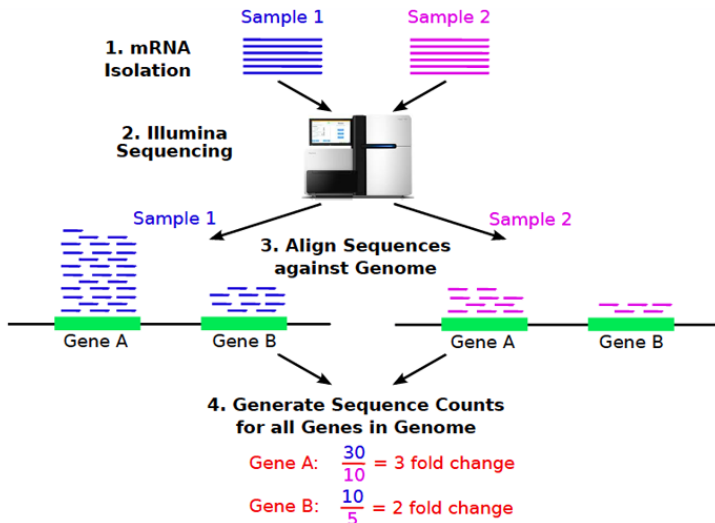 Sample 1
Sample 2
1. mRNA
Isolation
2. Illumina
Sequencing
Sample 1
Sample 2
3. Align Sequences
against Genome
Gene A
Gene B
Gene A
Gene B
4. Generate Sequence Counts
for all Genes in Genome
Gene A: 30/10 = 3 fold change
Gene B: 10/5 = 2 fold change